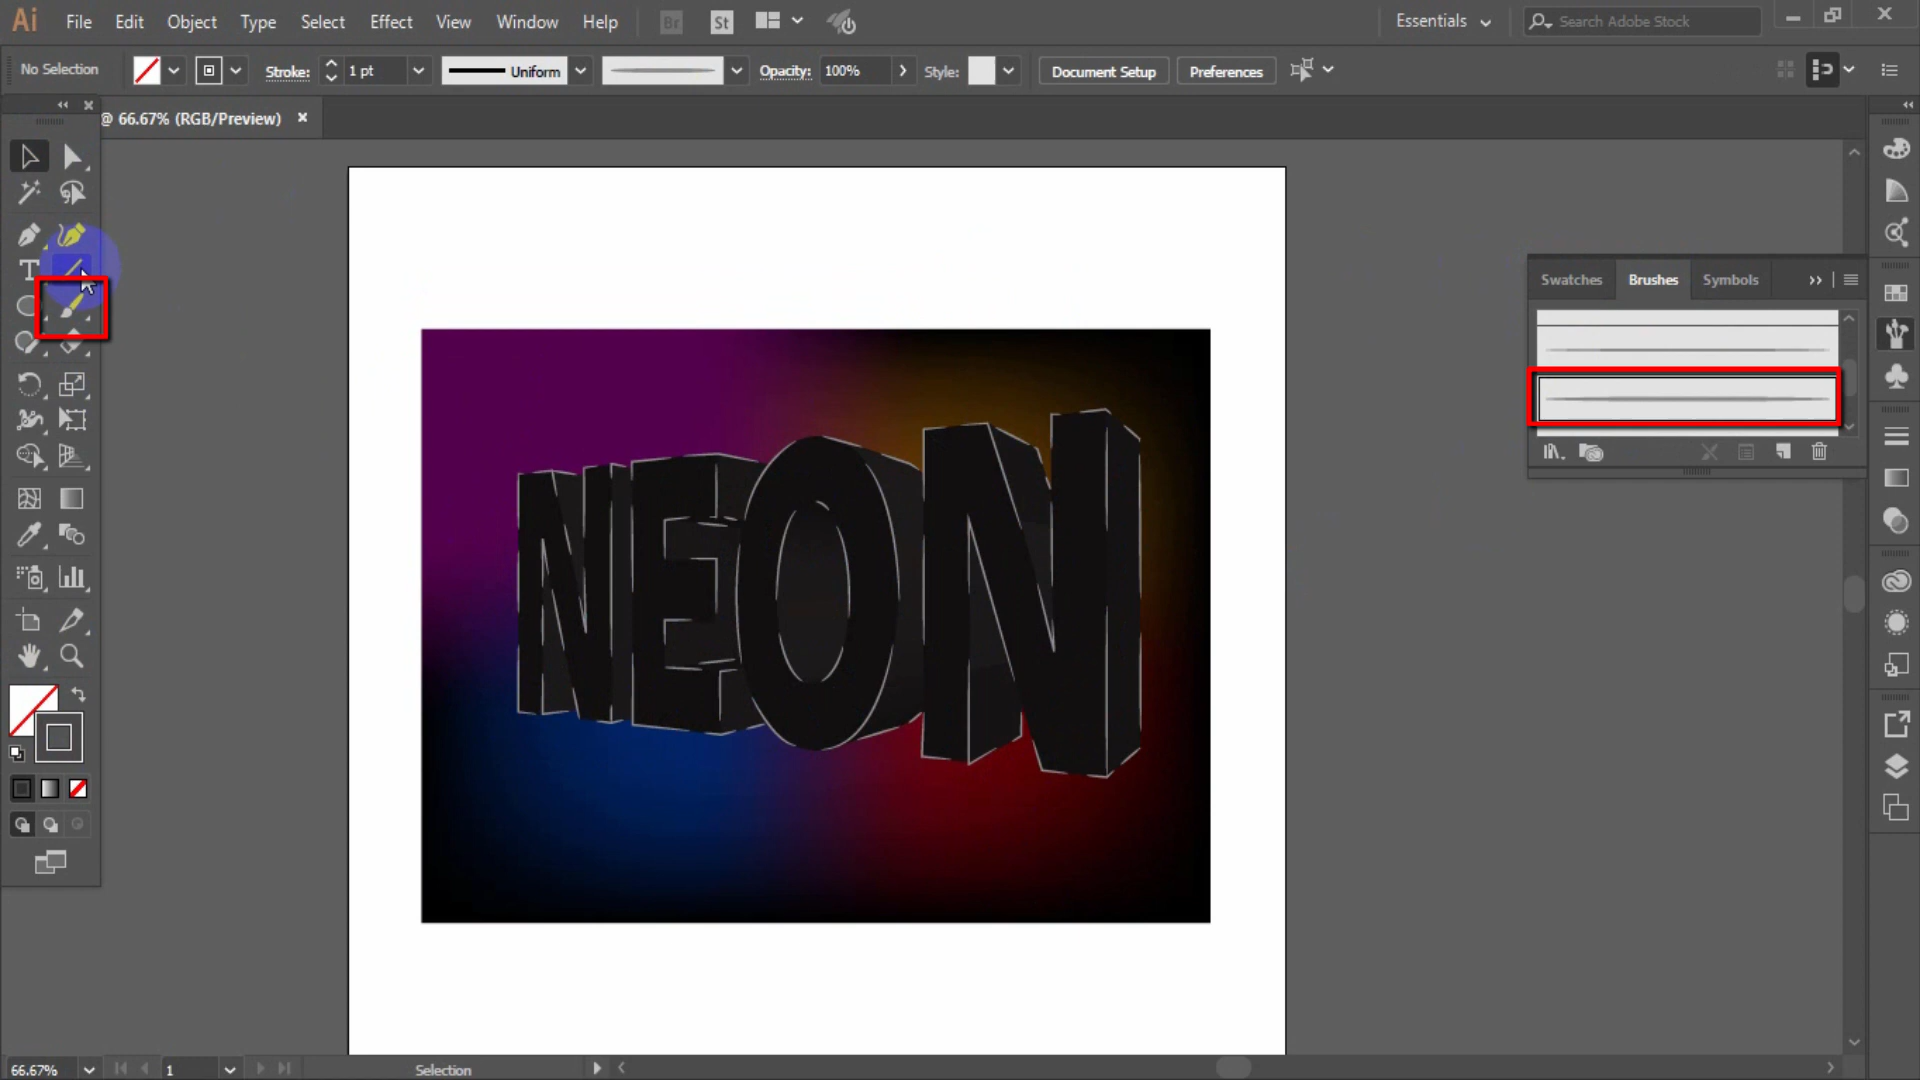 Ai File Edit Object Type Select Effect View Window Help Br St Essentials Search Adobe Stock
No Selection Stroke: 1 pt Uniform Opacity: 100% Style: Document Setup Preferences
@ 66.67% (RGB/Preview)
Swatches Brushes Symbols
T
NEON
66.67% 1 Selection